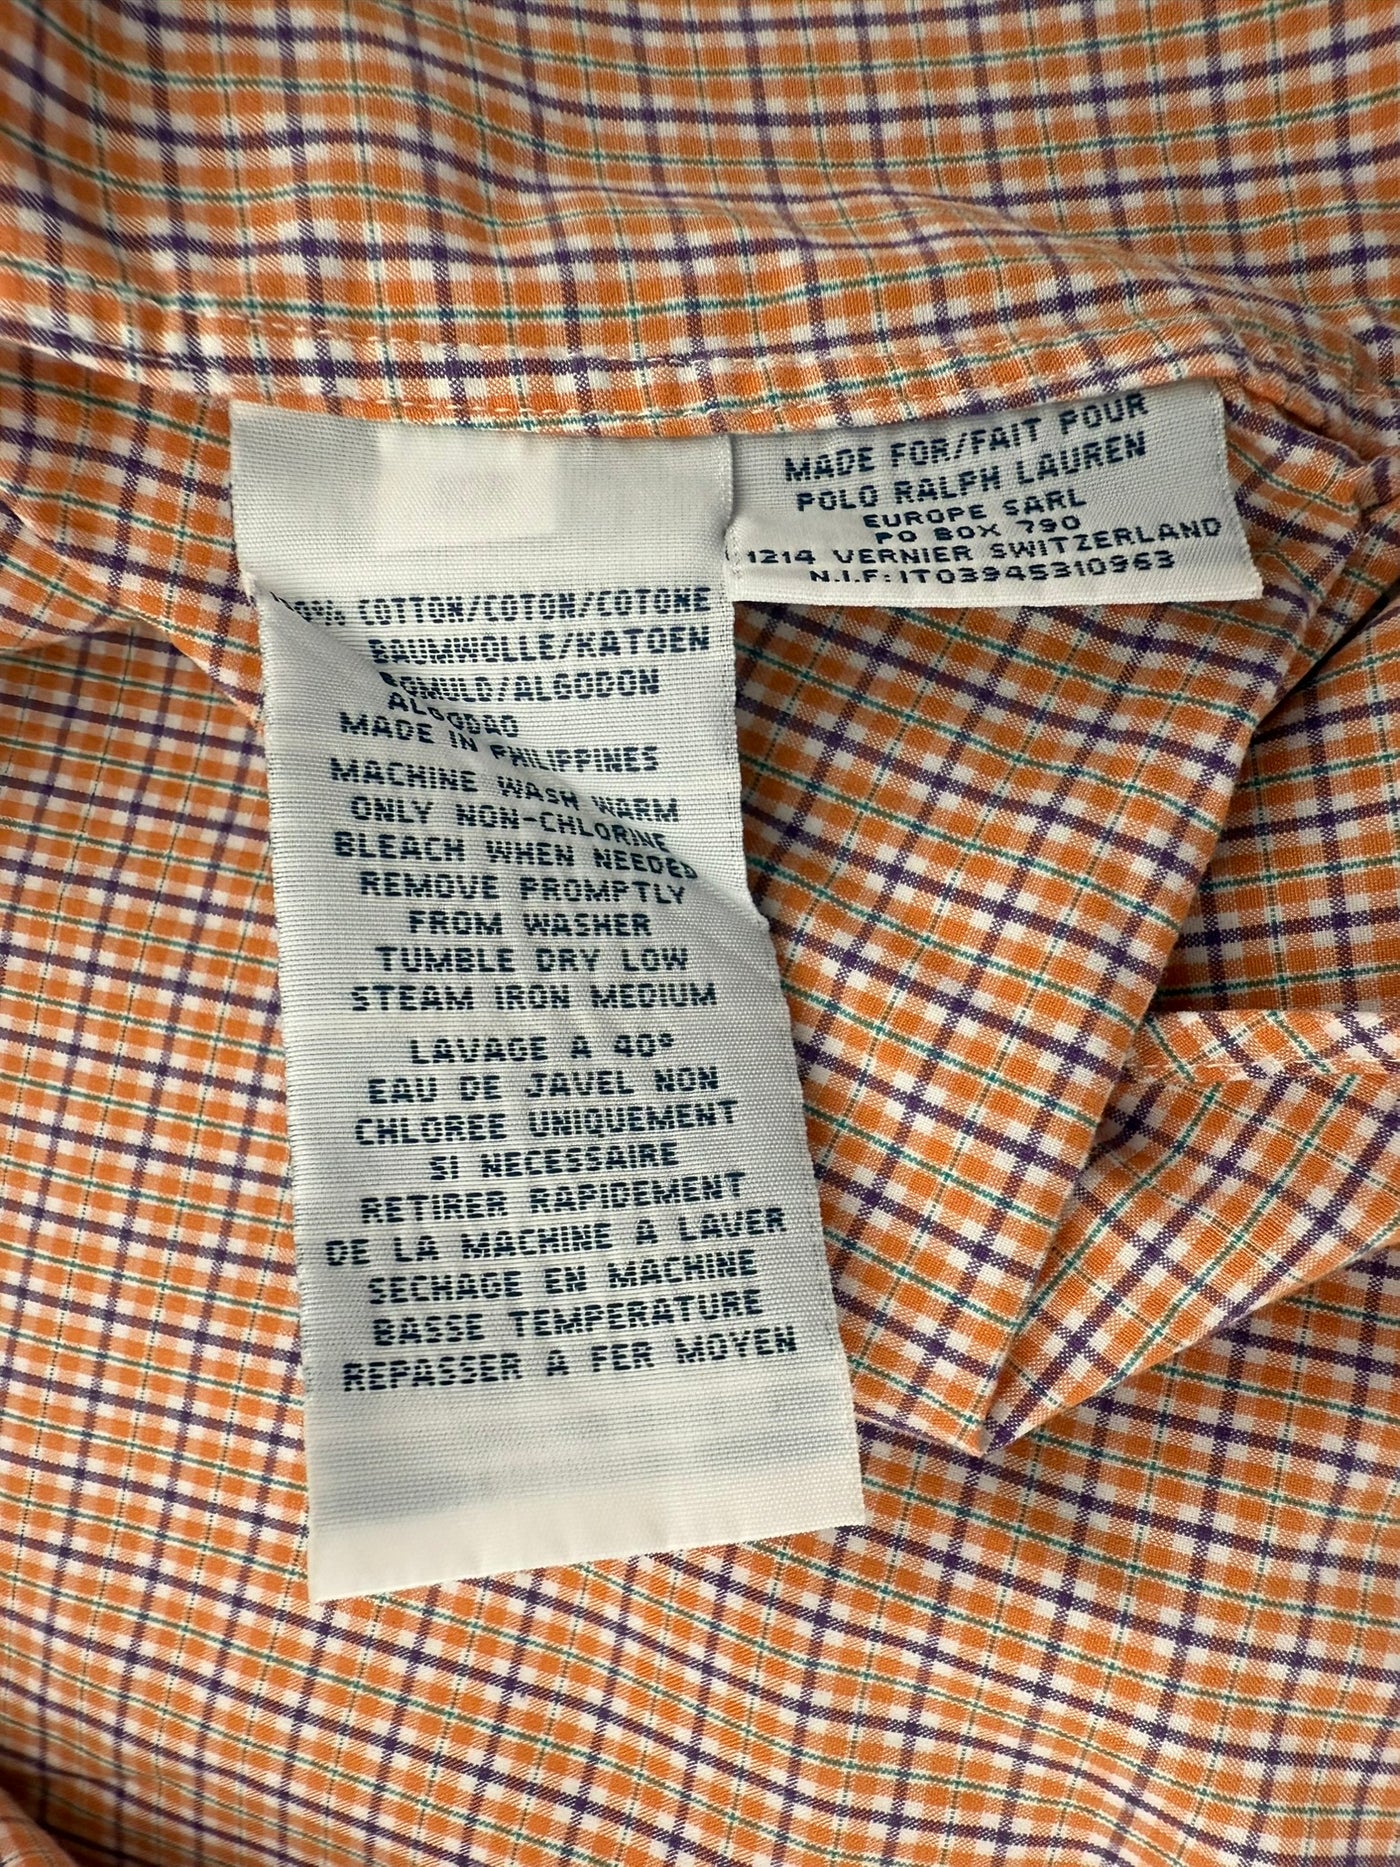 MADE FOR/FAIT POUR
POLO RALPH LAUREN
EUROPE SARL
PO BOX 790
1214 VERNIER SWITZERLAND
N.I.F:IT03945310963
COTTON/COTON/COTONE
BAUMWOLLE/KATOEN
/ALGODON
ALGODAO
MADE IN PHILIPPINES
MACHINE WASH WARM
ONLY NON-CHLORINE
BLEACH WHEN NEEDED
REMOVE PROMPTLY
FROM WASHER
TUMBLE DRY LOW
STEAM IRON MEDIUM
LAVAGE A 40°
EAU DE JAVEL NON
CHLOREE UNIQUEMENT
SI NECESSAIRE
RETIRER RAPIDEMENT
DE LA MACHINE A LAVER
SECHAGE EN MACHINE
BASSE TEMPERATURE
REPASSER A FER MOYEN